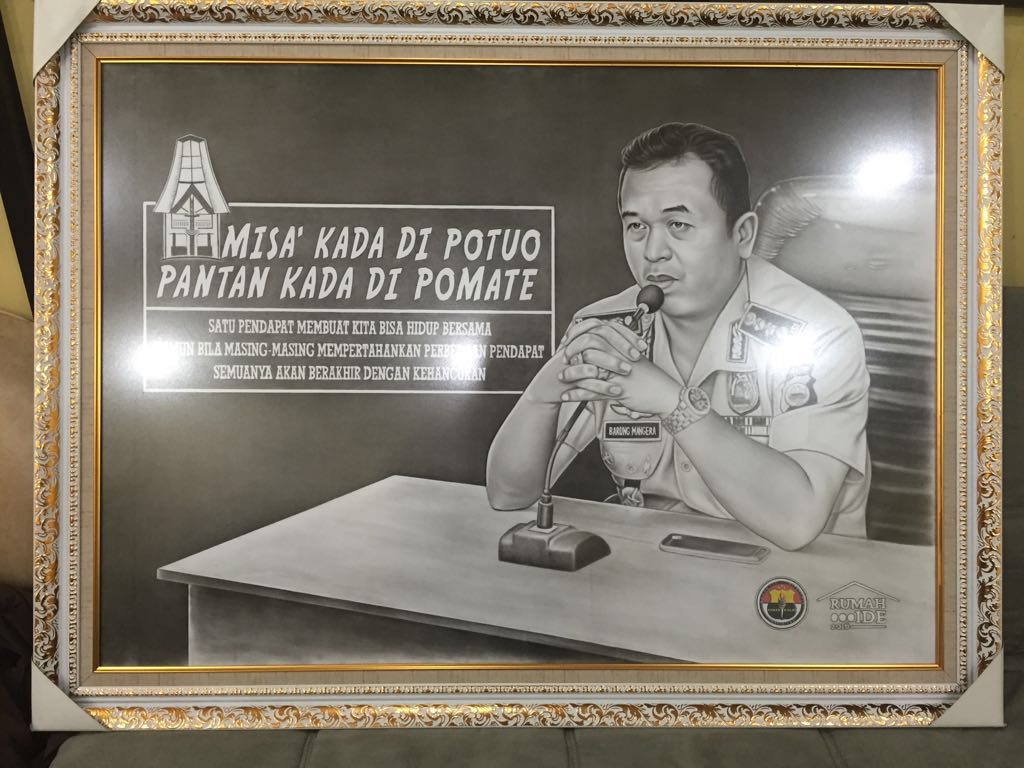 MISA' KADA DI POTUO
PANTAN KADA DI POMATE
SATU PENDAPAT MEMBUAT KITA BISA HIDUP BERSAMA
BILA MASING-MASING MEMPERTAHANKAN PENDAPAT
SEMUANYA AKAN BERAKHIR DENGAN KEHANCURAN
BARUNG MANGERA
RUMAH
IDE